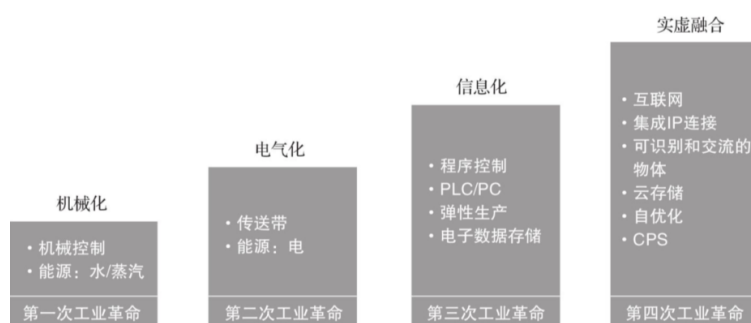 机械化
• 机械控制
• 能源：水/蒸汽
第一次工业革命
电气化
• 传送带
• 能源：电
第二次工业革命
信息化
• 程序控制
• PLC/PC
• 弹性生产
• 电子数据存储
第三次工业革命
实虚融合
• 互联网
• 集成IP连接
• 可识别和交流的
物体
• 云存储
• 自优化
• CPS
第四次工业革命